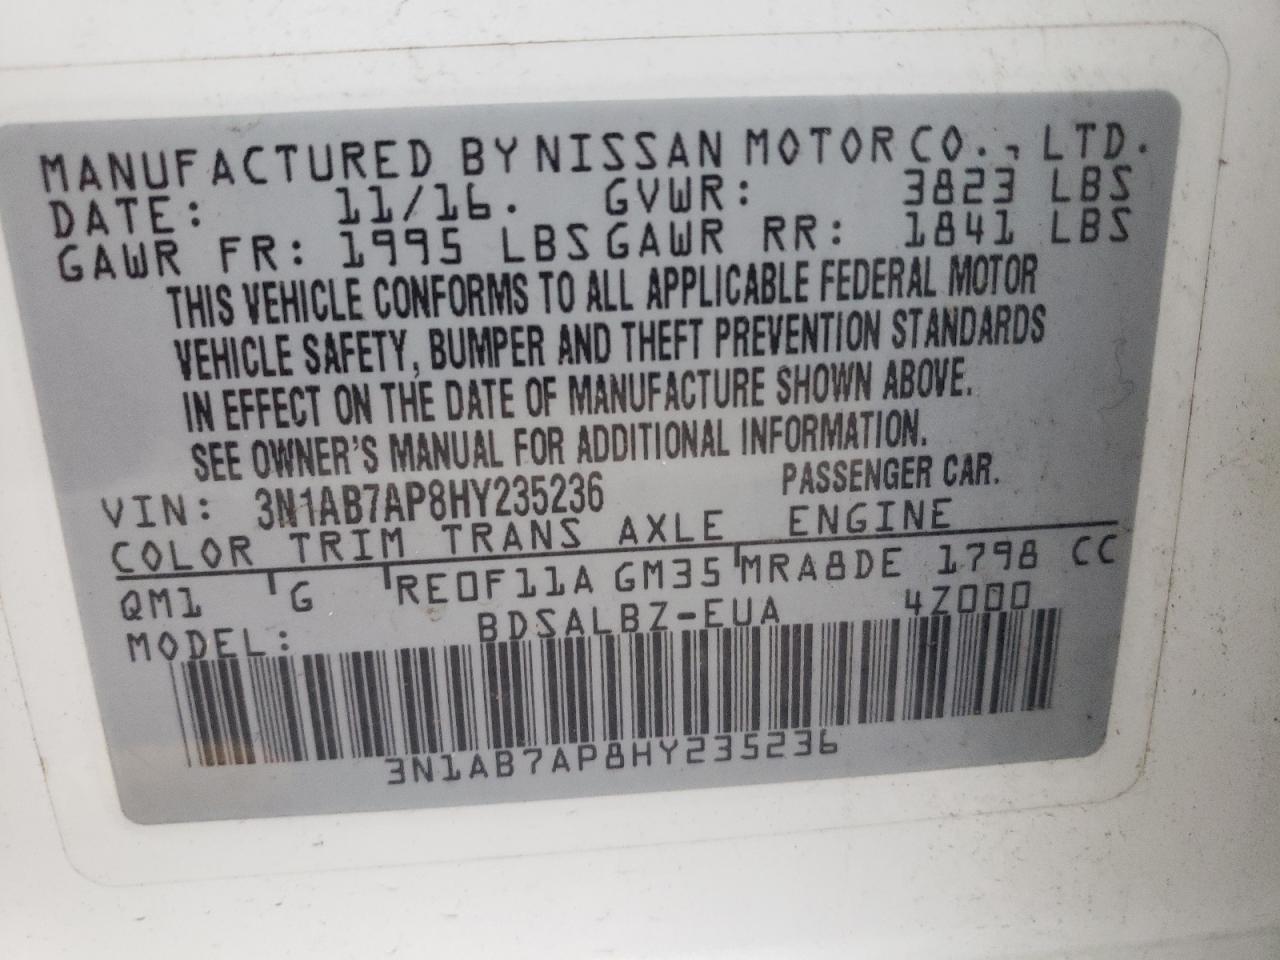 MANUFACTURED BY NISSAN MOTOR CO., LTD.
DATE: 11/16. GVWR: 3823 LBS
GAWR FR: 1995 LBS GAWR RR: 1841 LBS
THIS VEHICLE CONFORMS TO ALL APPLICABLE FEDERAL MOTOR
VEHICLE SAFETY, BUMPER AND THEFT PREVENTION STANDARDS
IN EFFECT ON THE DATE OF MANUFACTURE SHOWN ABOVE.
SEE OWNER'S MANUAL FOR ADDITIONAL INFORMATION.
VIN: 3N1AB7AP8HY235236 PASSENGER CAR.
COLOR TRIM TRANS AXLE ENGINE
QM1 G RE0F11A GM35 MRA8DE 1798 CC
MODEL: BDSALBZ-EUA 4Z000
3N1AB7AP8HY235236